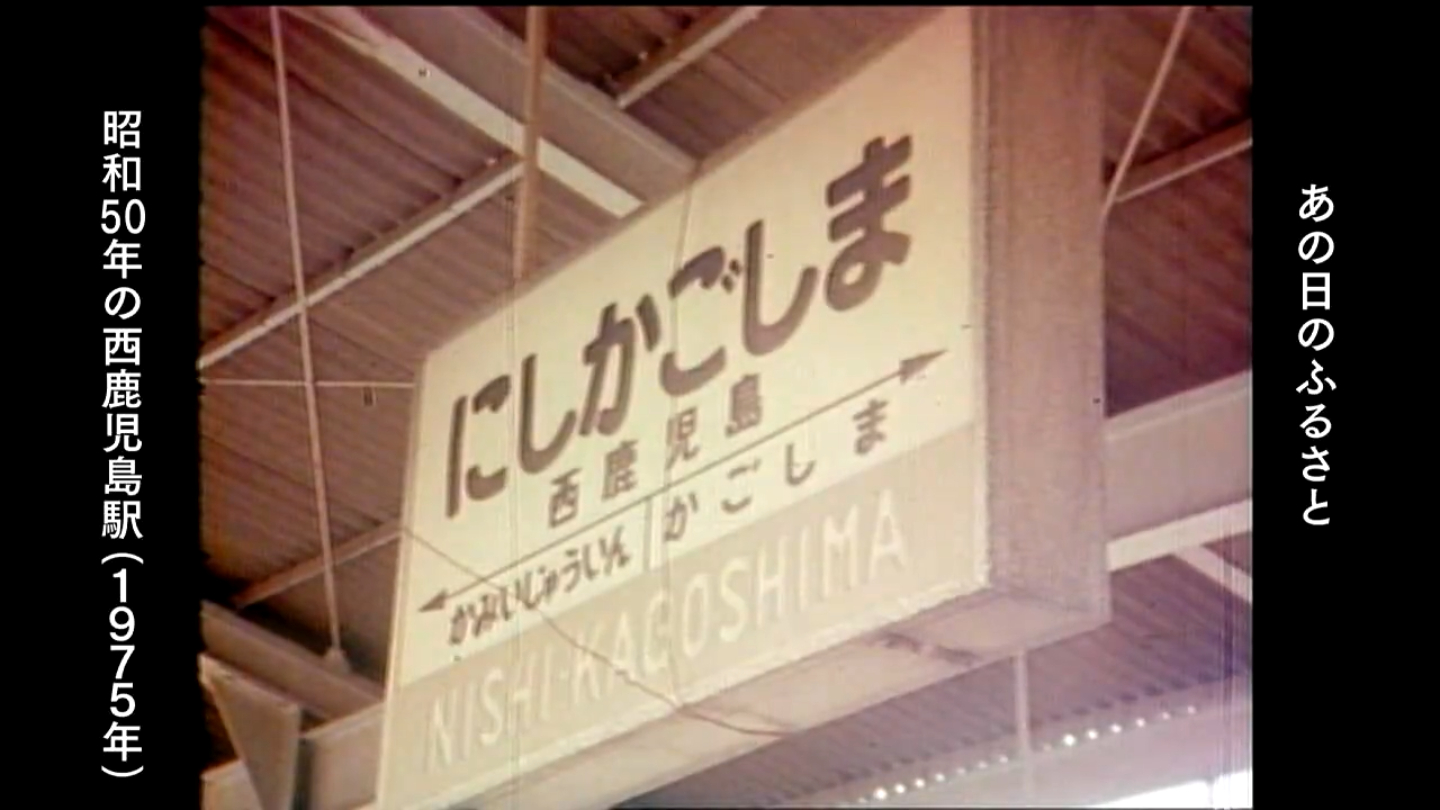 あの日のふるさと
にしかごしま
西鹿児島
かみいじゅういん
かごしま
NISHI-KAGOSHIMA
昭和50年の西鹿児島駅(1975年)